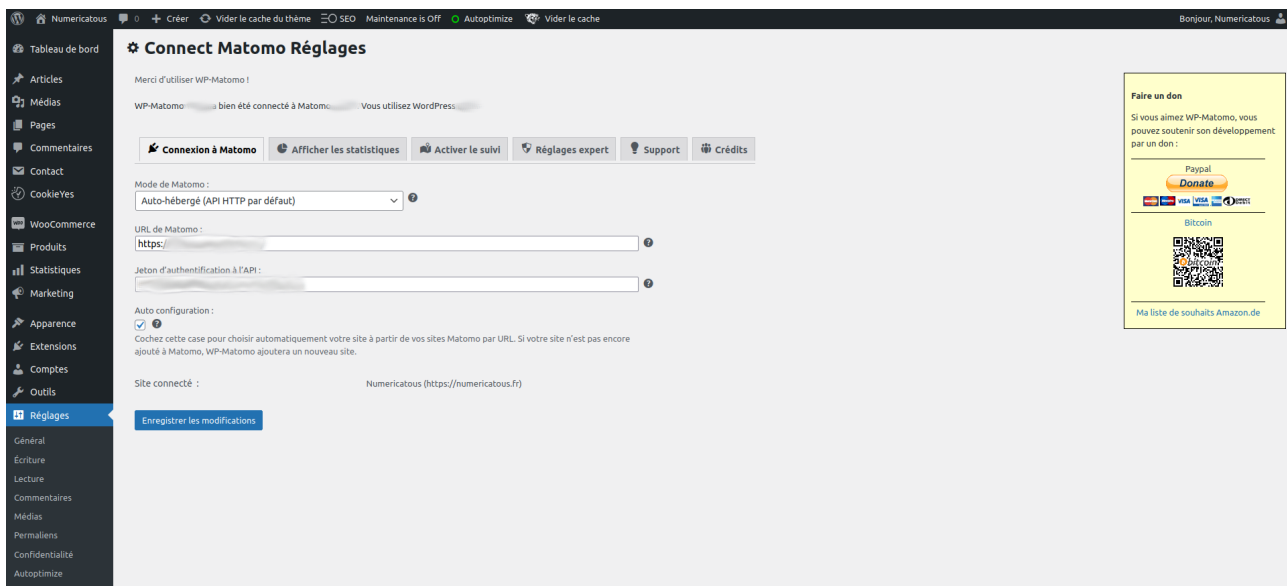 Numericatous 0 Créer Vider le cache du thème SEO Maintenance is Off Autoptimize Vider le cache Bonjour, Numericatous
Tableau de bord
Articles
Médias
Pages
Commentaires
Contact
CookieYes
WooCommerce
Produits
Statistiques
Marketing
Apparence
Extensions
Comptes
Outils
Réglages
Général
Écriture
Lecture
Commentaires
Médias
Permaliens
Confidentialité
Autoptimize
Connect Matomo Réglages
Merci d'utiliser WP-Matomo !
WP-Matomo a bien été connecté à Matomo Vous utilisez WordPress
Connexion à Matomo Afficher les statistiques Activer le suivi Réglages expert Support Crédits
Mode de Matomo :
Auto-hébergé (API HTTP par défaut)
URL de Matomo :
https:/
Jeton d'authentification à l'API :
Auto configuration :
Cochez cette case pour choisir automatiquement votre site à partir de vos sites Matomo par URL. Si votre site n'est pas encore
ajouté à Matomo, WP-Matomo ajoutera un nouveau site.
Site connecté : Numericatous (https://numericatous.fr)
Enregistrer les modifications
Faire un don
Si vous aimez WP-Matomo, vous
pouvez soutenir son développement
par un don :
Paypal
Donate
VISA VISA
Bitcoin
bitcoin
Ma liste de souhaits Amazon.de